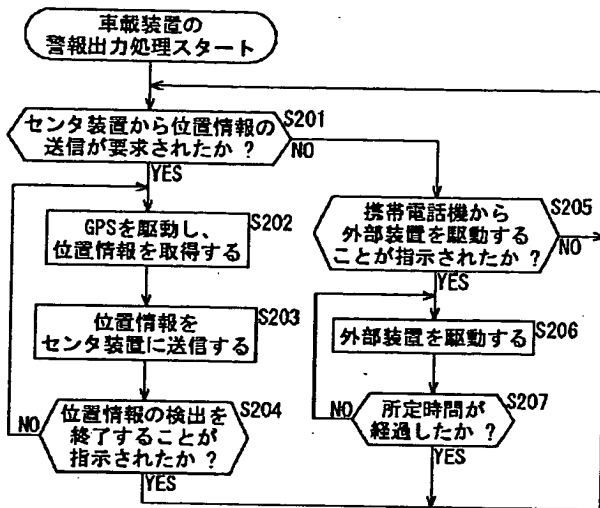 車載装置の
警報出力処理スタート
センタ装置から位置情報の
送信が要求されたか？
S201
NO
YES
GPSを駆動し、
位置情報を取得する
S202
位置情報を
センタ装置に送信する
S203
位置情報の検出を
終了することが
指示されたか？
S204
NO
YES
携帯電話機から
外部装置を駆動する
ことが指示されたか？
S205
NO
YES
外部装置を駆動する
S206
所定時間が
経過したか？
S207
NO
YES